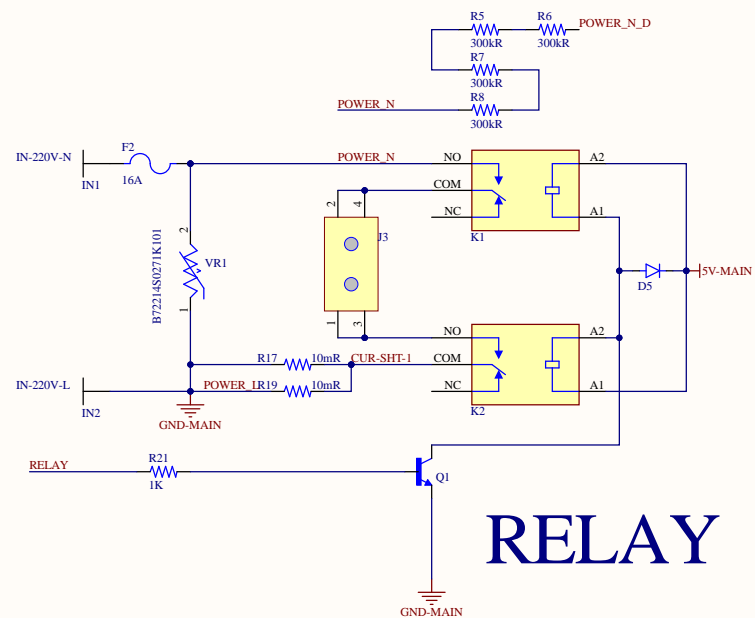 R5 R6 POWER_N_D
300kR 300kR
R7
300kR
R8
POWER_N
300kR
F2
IN-220V-N POWER_N NO A2
IN1 16A
COM
2 4
NC A1
K1
J3
B72214S0271K101
2
VR1
5V-MAIN
D5
1
1 3
NO A2
R17 10mR CUR-SHT-1 COM
IN-220V-L POWER_L R19 10mR NC A1
IN2 K2
GND-MAIN
R21
RELAY
1K
Q1
RELAY
GND-MAIN